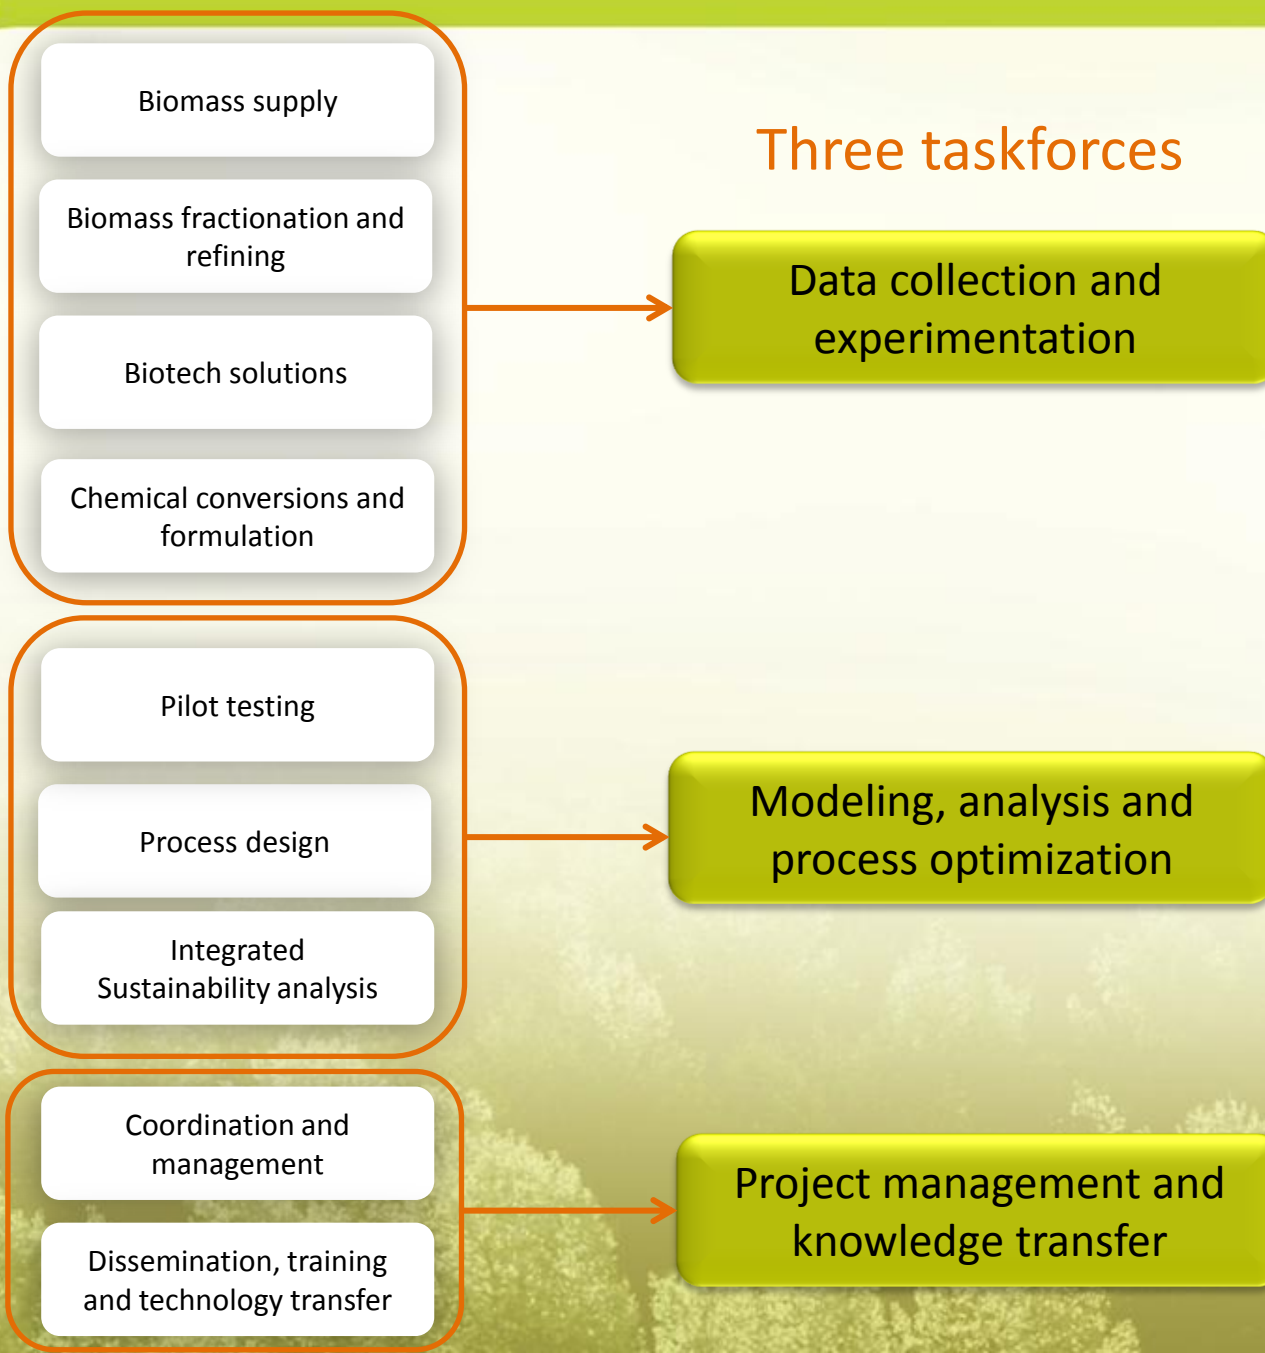 Biomass supply
Biomass fractionation and
refining
Biotech solutions
Chemical conversions and
formulation
Pilot testing
Process design
Integrated
Sustainability analysis
Coordination and
management
Dissemination, training
and technology transfer
Three taskforces
Data collection and
experimentation
Modeling, analysis and
process optimization
Project management and
knowledge transfer